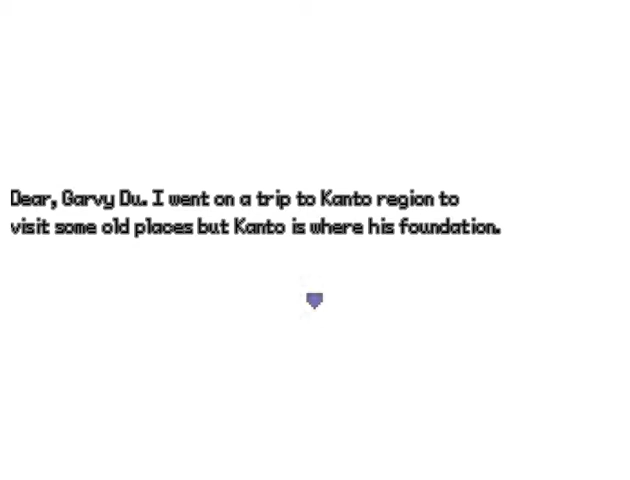 Dear, Garvy Du. I went on a trip to Kanto region to
visit some old places but Kanto is where his foundation.